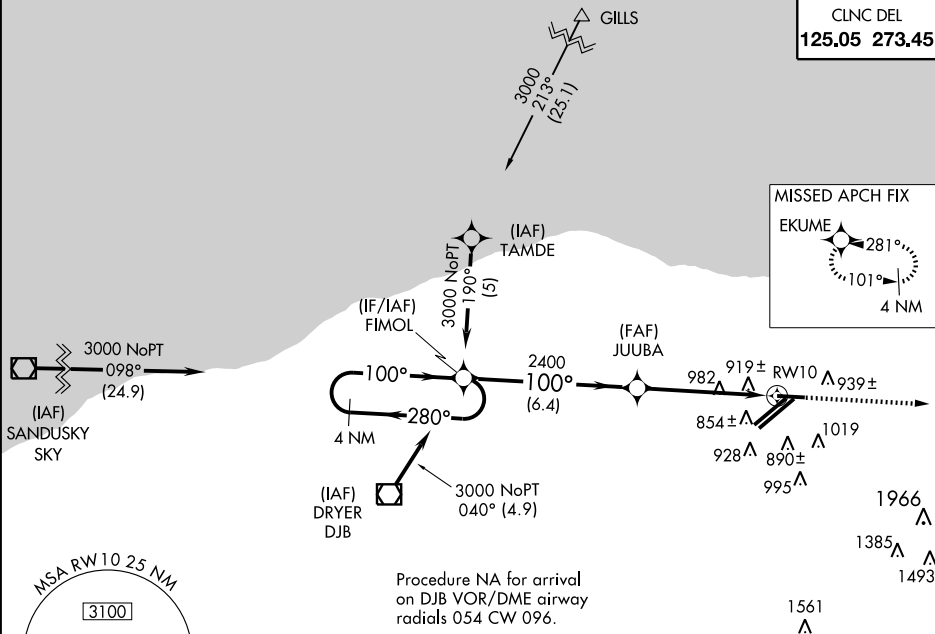 GILLS
CLNC DEL
125.05 273.45
3000
213°
(25.1)
MISSED APCH FIX
EKUME
281°
101°
4 NM
(IAF)
TAMDE
3000 NoPT
190°
(5)
(IF/IAF)
FIMOL
(FAF)
JUUBA
3000 NoPT
098°
(24.9)
(IAF)
SANDUSKY
SKY
100°
280°
4 NM
2400
100°
(6.4)
982
919±
RW10
939±
854±
928
890±
1019
995
(IAF)
DRYER
DJB
3000 NoPT
040° (4.9)
1966
1385
1493
1561
MSA RW10 25 NM
3100
Procedure NA for arrival
on DJB VOR/DME airway
radials 054 CW 096.